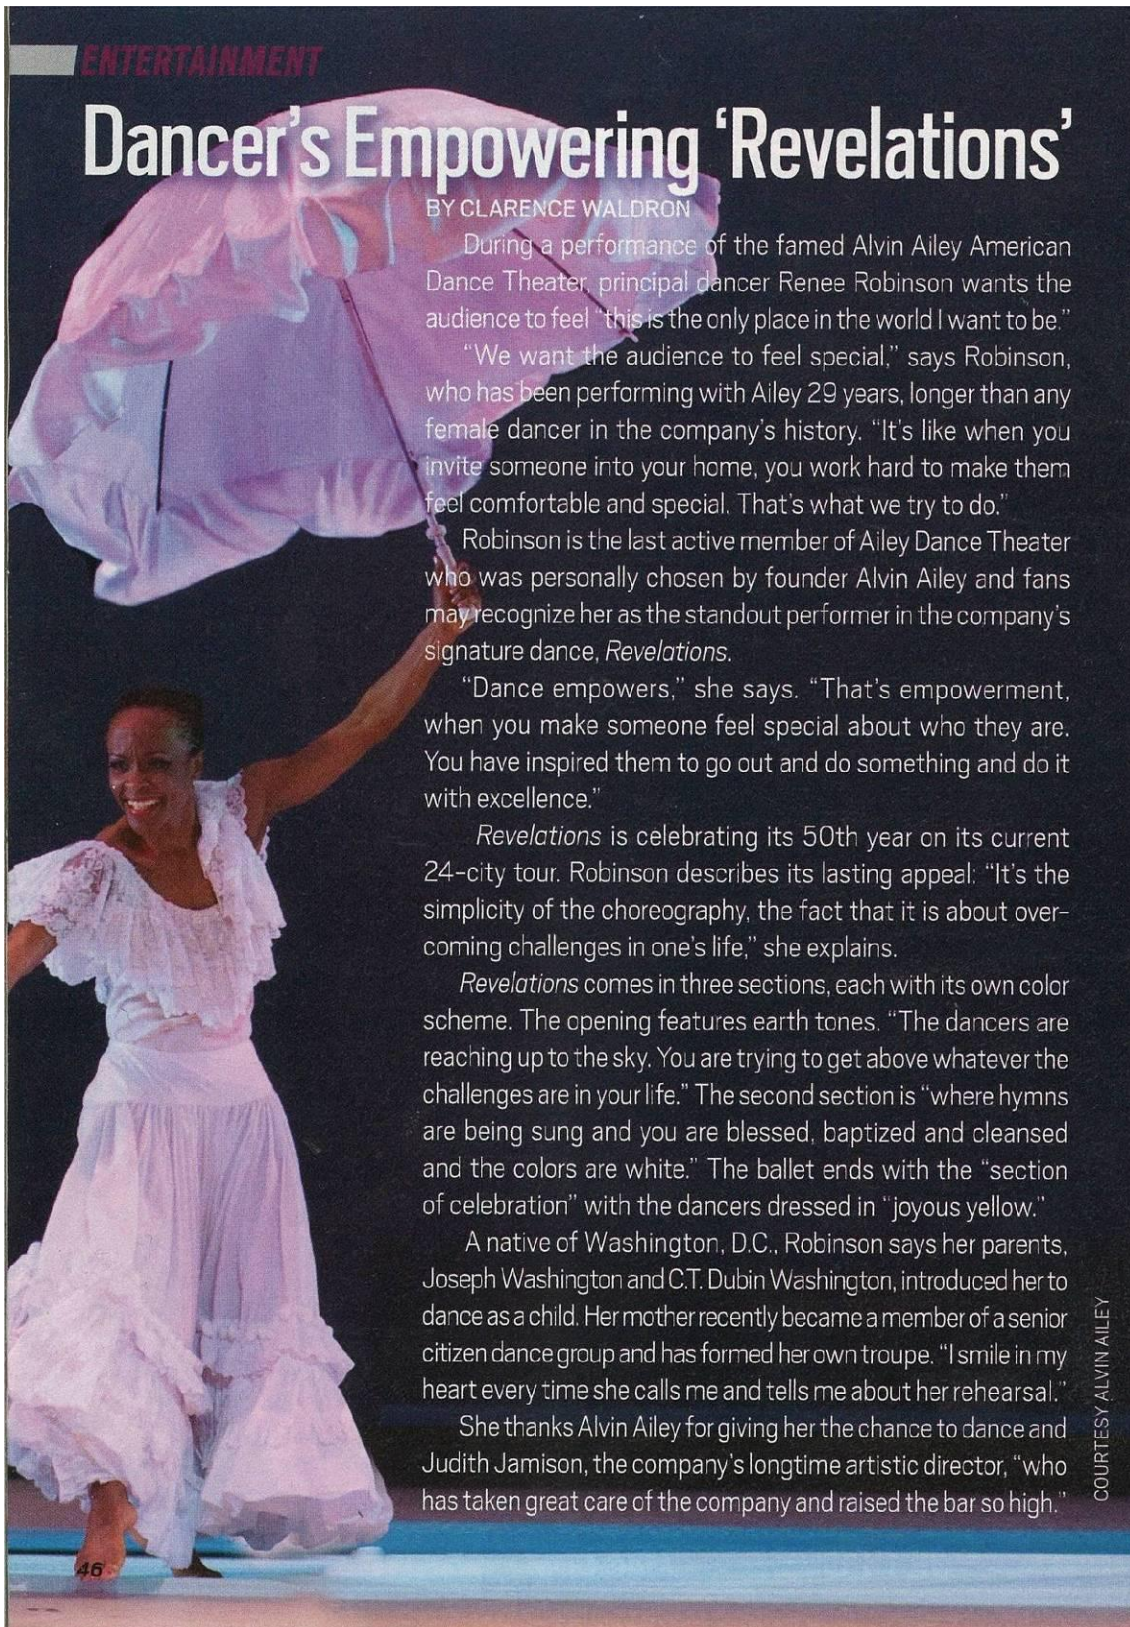 ENTERTAINMENT
Dancer's Empowering 'Revelations'
BY CLARENCE WALDRON
During a performance of the famed Alvin Ailey American
Dance Theater, principal dancer Renee Robinson wants the
audience to feel "this is the only place in the world I want to be."
"We want the audience to feel special," says Robinson,
who has been performing with Ailey 29 years, longer than any
female dancer in the company's history. "It's like when you
invite someone into your home, you work hard to make them
feel comfortable and special. That's what we try to do."
Robinson is the last active member of Ailey Dance Theater
who was personally chosen by founder Alvin Ailey and fans
may recognize her as the standout performer in the company's
signature dance, Revelations.
"Dance empowers," she says. "That's empowerment,
when you make someone feel special about who they are.
You have inspired them to go out and do something and do it
with excellence."
Revelations is celebrating its 50th year on its current
24-city tour. Robinson describes its lasting appeal: "It's the
simplicity of the choreography, the fact that it is about over-
coming challenges in one's life," she explains.
Revelations comes in three sections, each with its own color
scheme. The opening features earth tones. "The dancers are
reaching up to the sky. You are trying to get above whatever the
challenges are in your life." The second section is "where hymns
are being sung and you are blessed, baptized and cleansed
and the colors are white." The ballet ends with the "section
of celebration" with the dancers dressed in "joyous yellow."
A native of Washington, D.C., Robinson says her parents,
Joseph Washington and C.T. Dubin Washington, introduced her to
dance as a child. Her mother recently became a member of a senior
citizen dance group and has formed her own troupe. "I smile in my
heart every time she calls me and tells me about her rehearsal."
She thanks Alvin Ailey for giving her the chance to dance and
Judith Jamison, the company's longtime artistic director, "who
has taken great care of the company and raised the bar so high."
COURTESY ALVIN AILEY
46